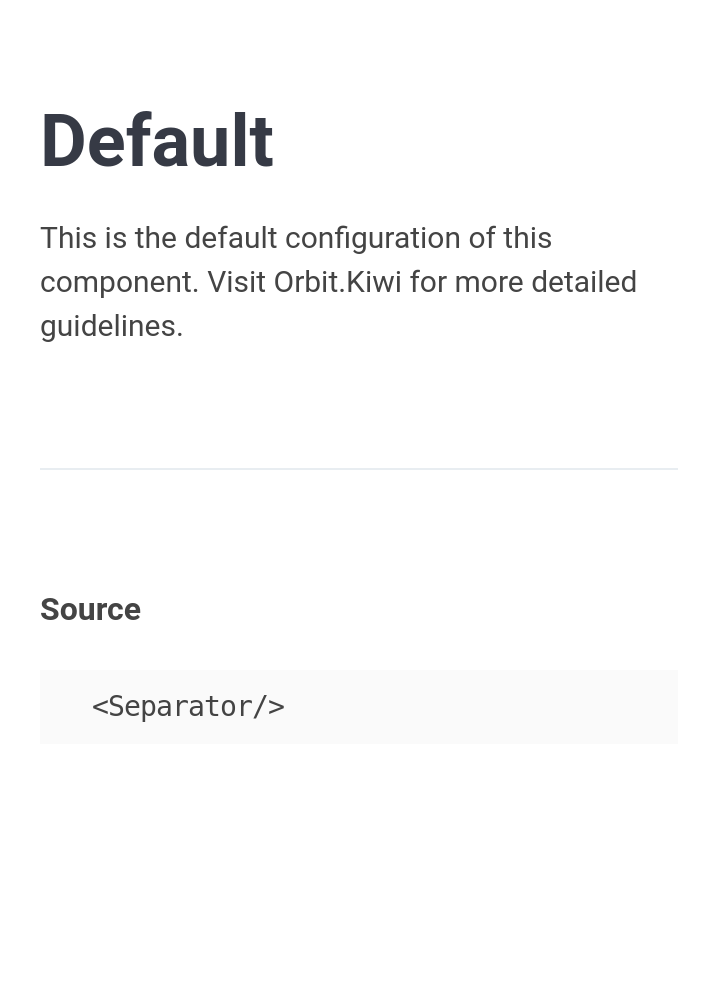 Default
This is the default configuration of this
component. Visit Orbit.Kiwi for more detailed
guidelines.
Source
<Separator/>